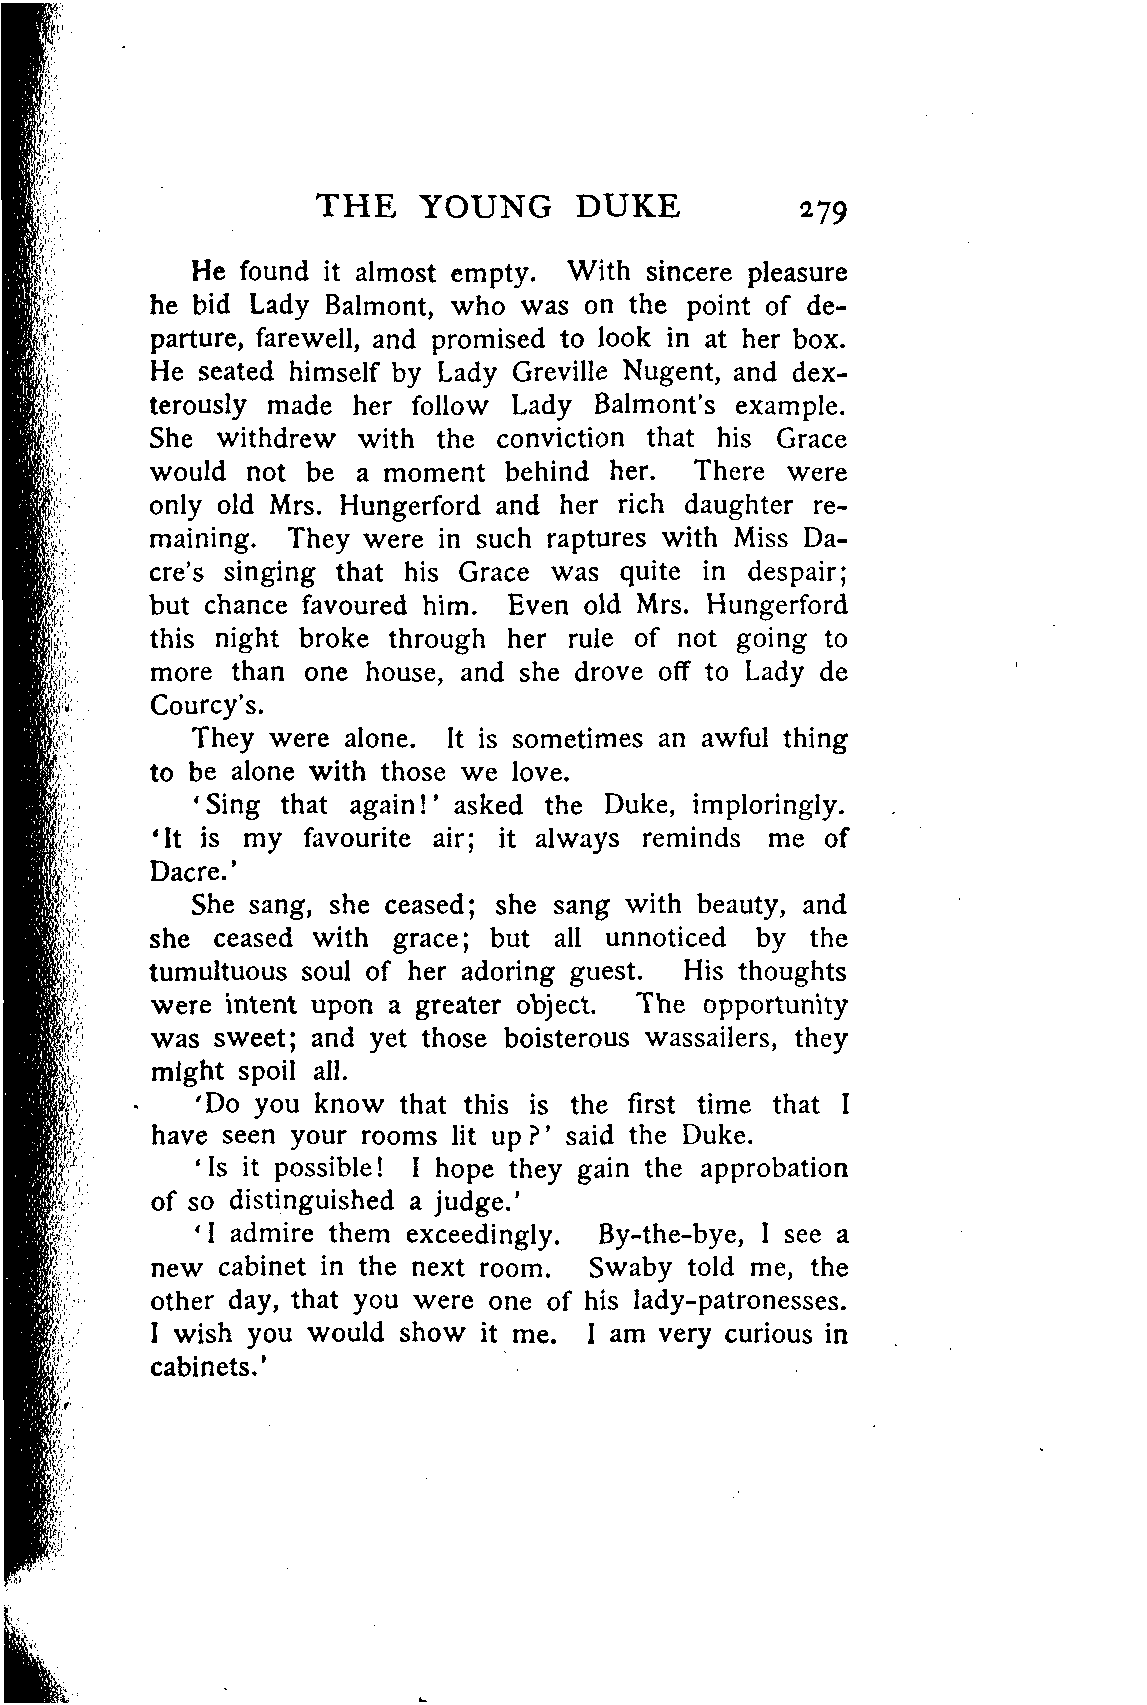 THE YOUNG DUKE 279
He found it almost empty. With sincere pleasure
he bid Lady Balmont, who was on the point of de-
parture, farewell, and promised to look in at her box.
He seated himself by Lady Greville Nugent, and dex-
terously made her follow Lady Balmont's example.
She withdrew with the conviction that his Grace
would not be a moment behind her. There were
only old Mrs. Hungerford and her rich daughter re-
maining. They were in such raptures with Miss Da-
cre's singing that his Grace was quite in despair;
but chance favoured him. Even old Mrs. Hungerford
this night broke through her rule of not going to
more than one house, and she drove off to Lady de
Courcy's.
They were alone. It is sometimes an awful thing
to be alone with those we love.
'Sing that again!' asked the Duke, imploringly.
'It is my favourite air; it always reminds me of
Dacre.'
She sang, she ceased; she sang with beauty, and
she ceased with grace; but all unnoticed by the
tumultuous soul of her adoring guest. His thoughts
were intent upon a greater object. The opportunity
was sweet; and yet those boisterous wassailers, they
might spoil all.
'Do you know that this is the first time that I
have seen your rooms lit up?' said the Duke.
'Is it possible! I hope they gain the approbation
of so distinguished a judge.'
'I admire them exceedingly. By-the-bye, I see a
new cabinet in the next room. Swaby told me, the
other day, that you were one of his lady-patronesses.
I wish you would show it me. I am very curious in
cabinets.'